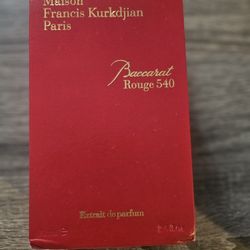 Maison
Francis Kurkdjian
Paris
Baccarat
Rouge 540
Extrait de parfum